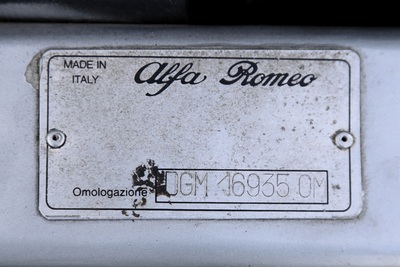 MADE IN
ITALY
Alfa Romeo
Omologazione DGM 16935 OM